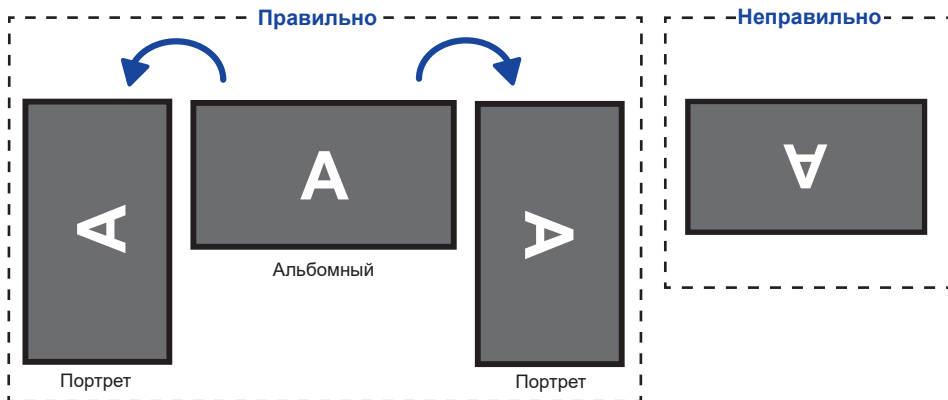 Правильно
Неправильно
A
A
A
A
Альбомный
Портрет
Портрет